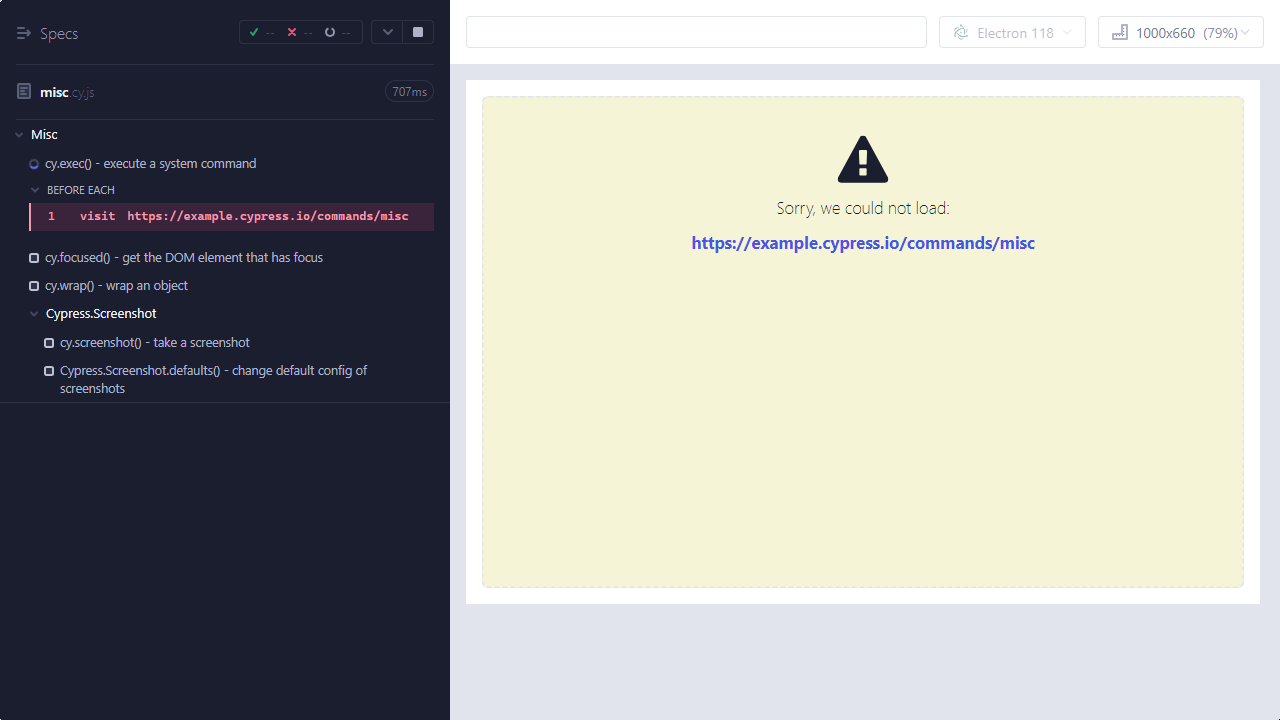 Specs
--
--
--
misc.cy.js
707ms
Misc
cy.exec() - execute a system command
BEFORE EACH
1 visit https://example.cypress.io/commands/misc
cy.focused() - get the DOM element that has focus
cy.wrap() - wrap an object
Cypress.Screenshot
cy.screenshot() - take a screenshot
Cypress.Screenshot.defaults() - change default config of
screenshots
Electron 118
1000x660 (79%)
Sorry, we could not load:
https://example.cypress.io/commands/misc